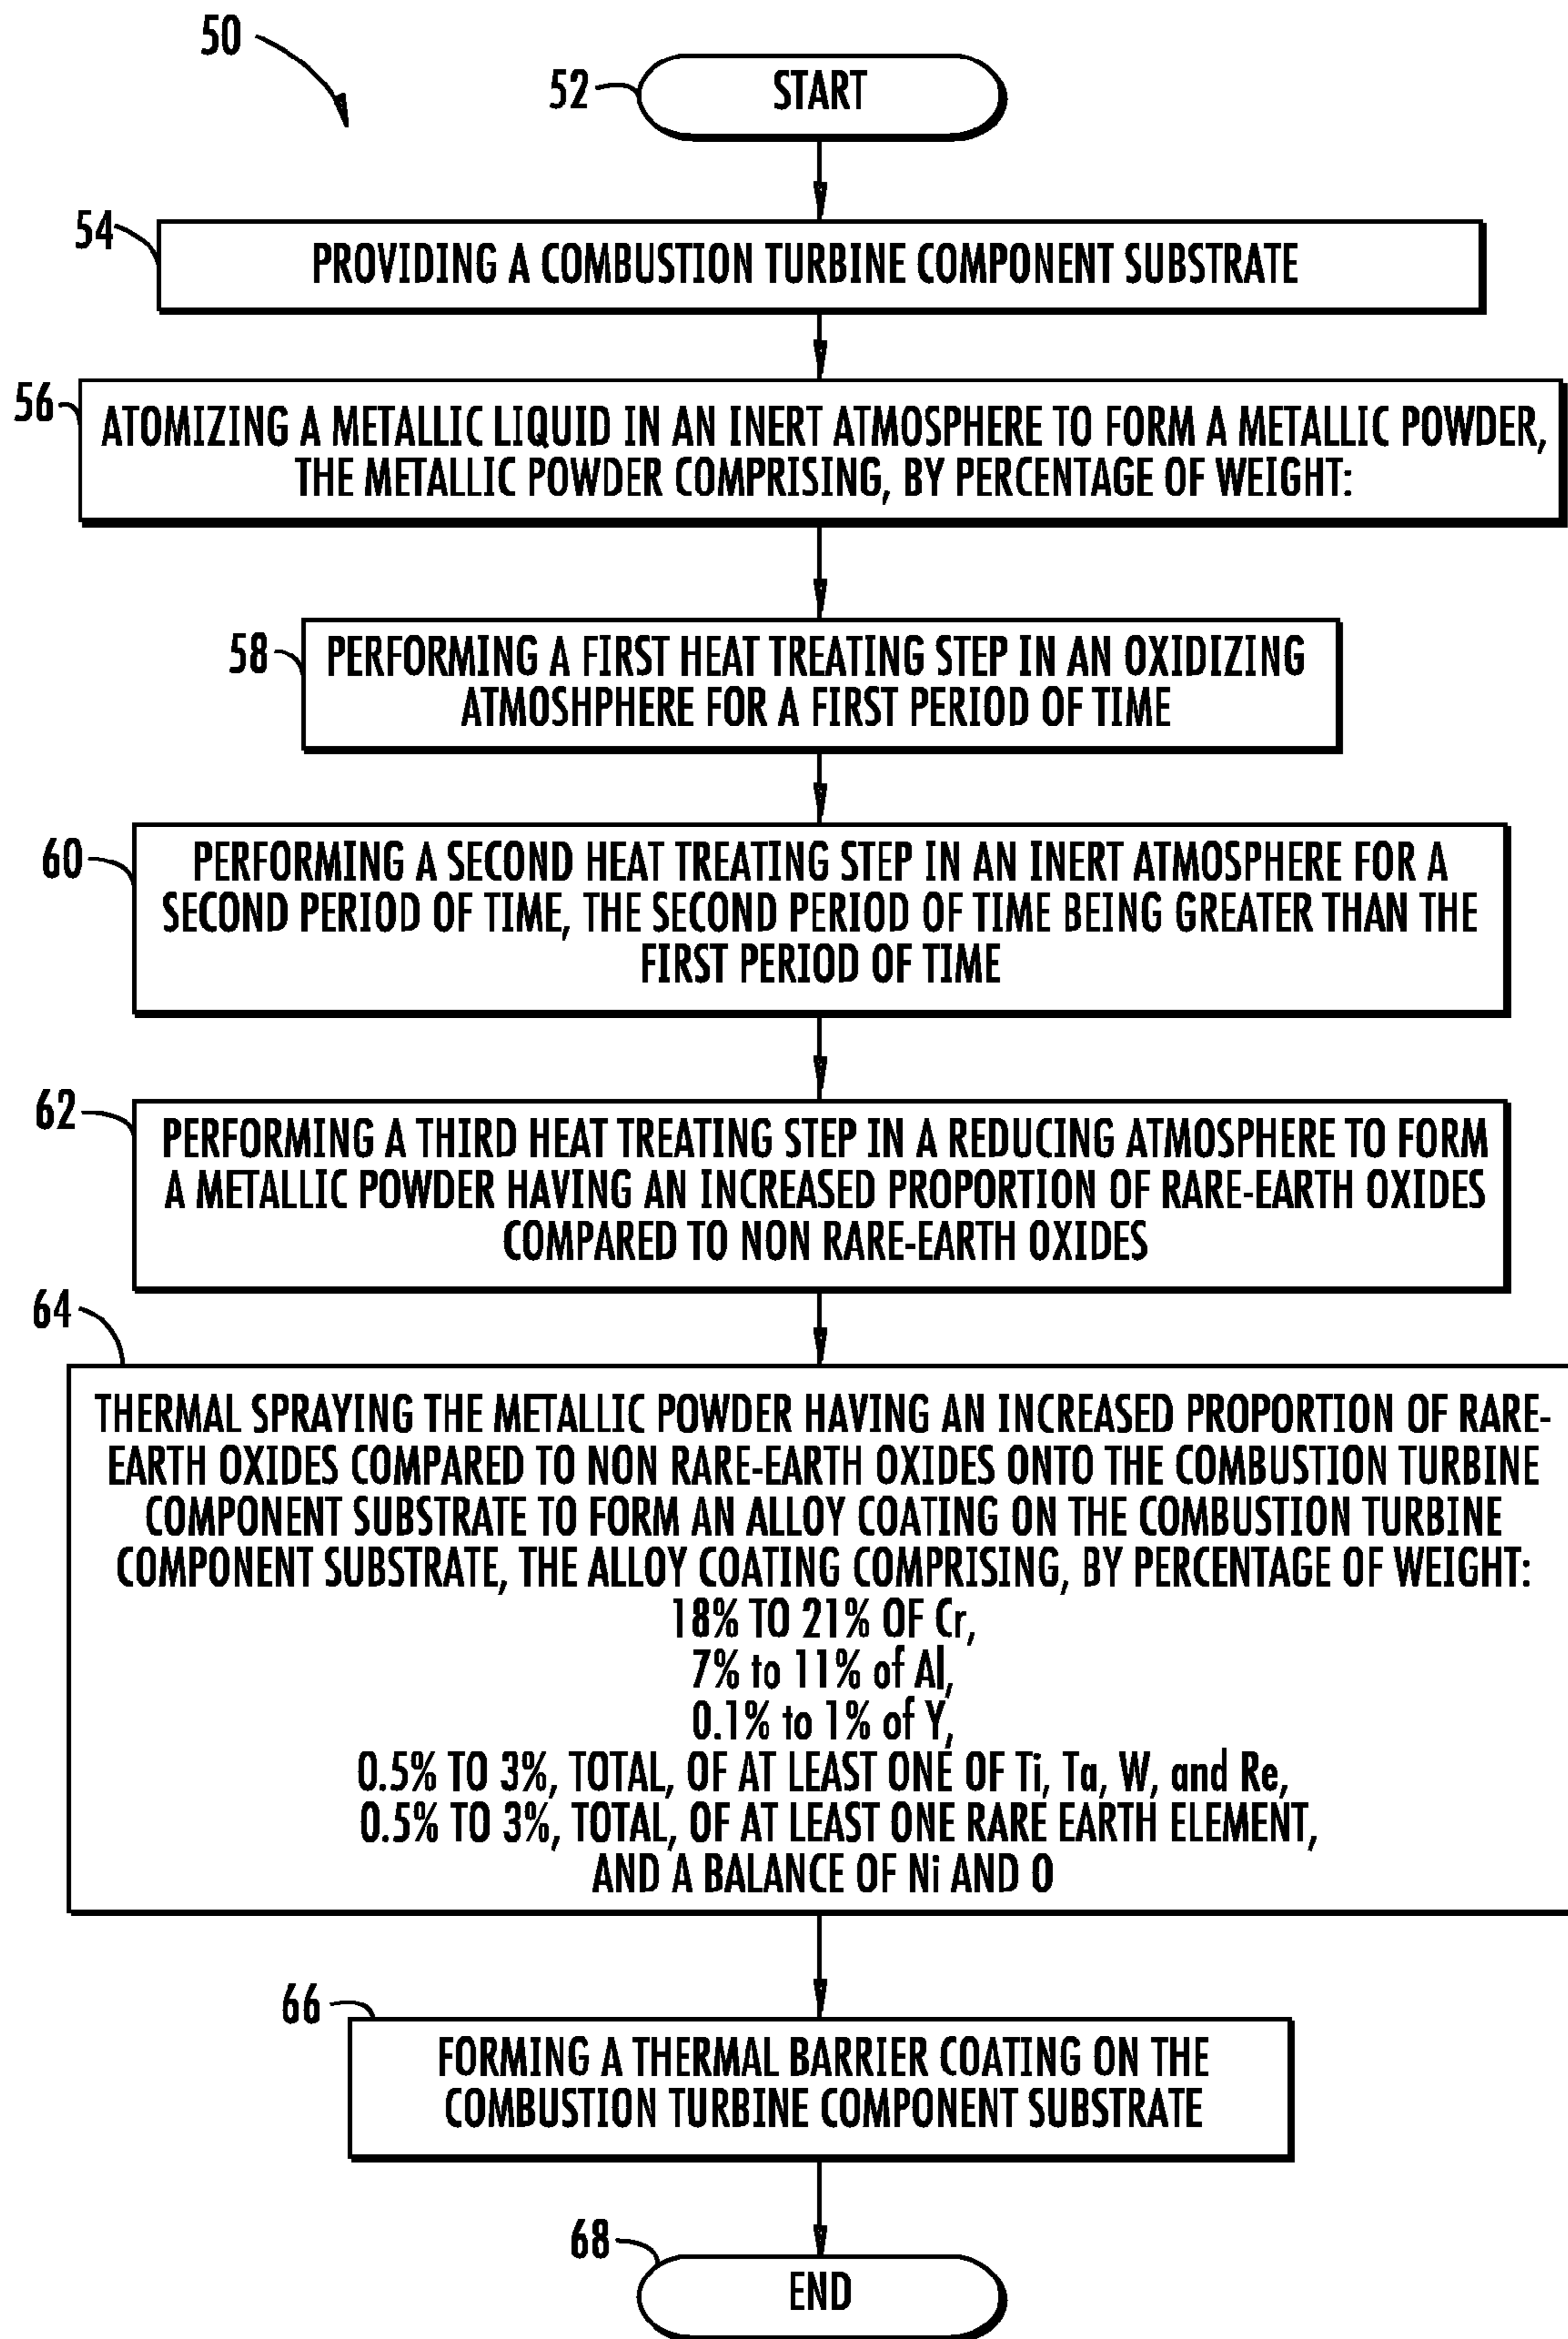 50
52
START
54
PROVIDING A COMBUSTION TURBINE COMPONENT SUBSTRATE
56
ATOMIZING A METALLIC LIQUID IN AN INERT ATMOSPHERE TO FORM A METALLIC POWDER,
THE METALLIC POWDER COMPRISING, BY PERCENTAGE OF WEIGHT:
58
PERFORMING A FIRST HEAT TREATING STEP IN AN OXIDIZING
ATMOSHPHERE FOR A FIRST PERIOD OF TIME
60
PERFORMING A SECOND HEAT TREATING STEP IN AN INERT ATMOSPHERE FOR A
SECOND PERIOD OF TIME, THE SECOND PERIOD OF TIME BEING GREATER THAN THE
FIRST PERIOD OF TIME
62
PERFORMING A THIRD HEAT TREATING STEP IN A REDUCING ATMOSPHERE TO FORM
A METALLIC POWDER HAVING AN INCREASED PROPORTION OF RARE-EARTH OXIDES
COMPARED TO NON RARE-EARTH OXIDES
64
THERMAL SPRAYING THE METALLIC POWDER HAVING AN INCREASED PROPORTION OF RARE-
EARTH OXIDES COMPARED TO NON RARE-EARTH OXIDES ONTO THE COMBUSTION TURBINE
COMPONENT SUBSTRATE TO FORM AN ALLOY COATING ON THE COMBUSTION TURBINE
COMPONENT SUBSTRATE, THE ALLOY COATING COMPRISING, BY PERCENTAGE OF WEIGHT:
18% TO 21% OF Cr,
7% to 11% of Al,
0.1% to 1% of Y,
0.5% TO 3%, TOTAL, OF AT LEAST ONE OF Ti, Ta, W, and Re,
0.5% TO 3%, TOTAL, OF AT LEAST ONE RARE EARTH ELEMENT,
AND A BALANCE OF Ni AND O
66
FORMING A THERMAL BARRIER COATING ON THE
COMBUSTION TURBINE COMPONENT SUBSTRATE
68
END